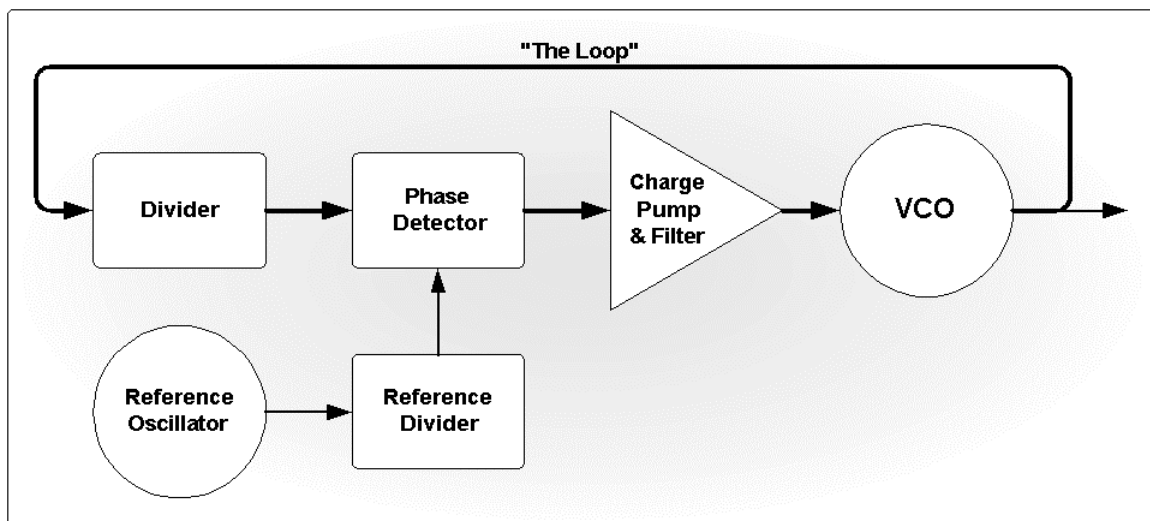 "The Loop"
Divider
Phase
Detector
Charge
Pump
& Filter
VCO
Reference
Oscillator
Reference
Divider